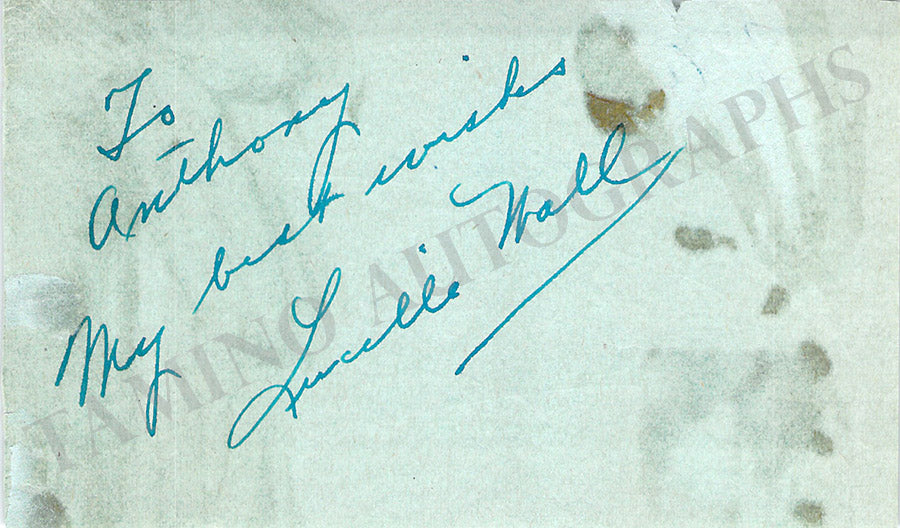 To
Anthony
My best wishes
Lucille Wall
TAMINO AUTOGRAPHS